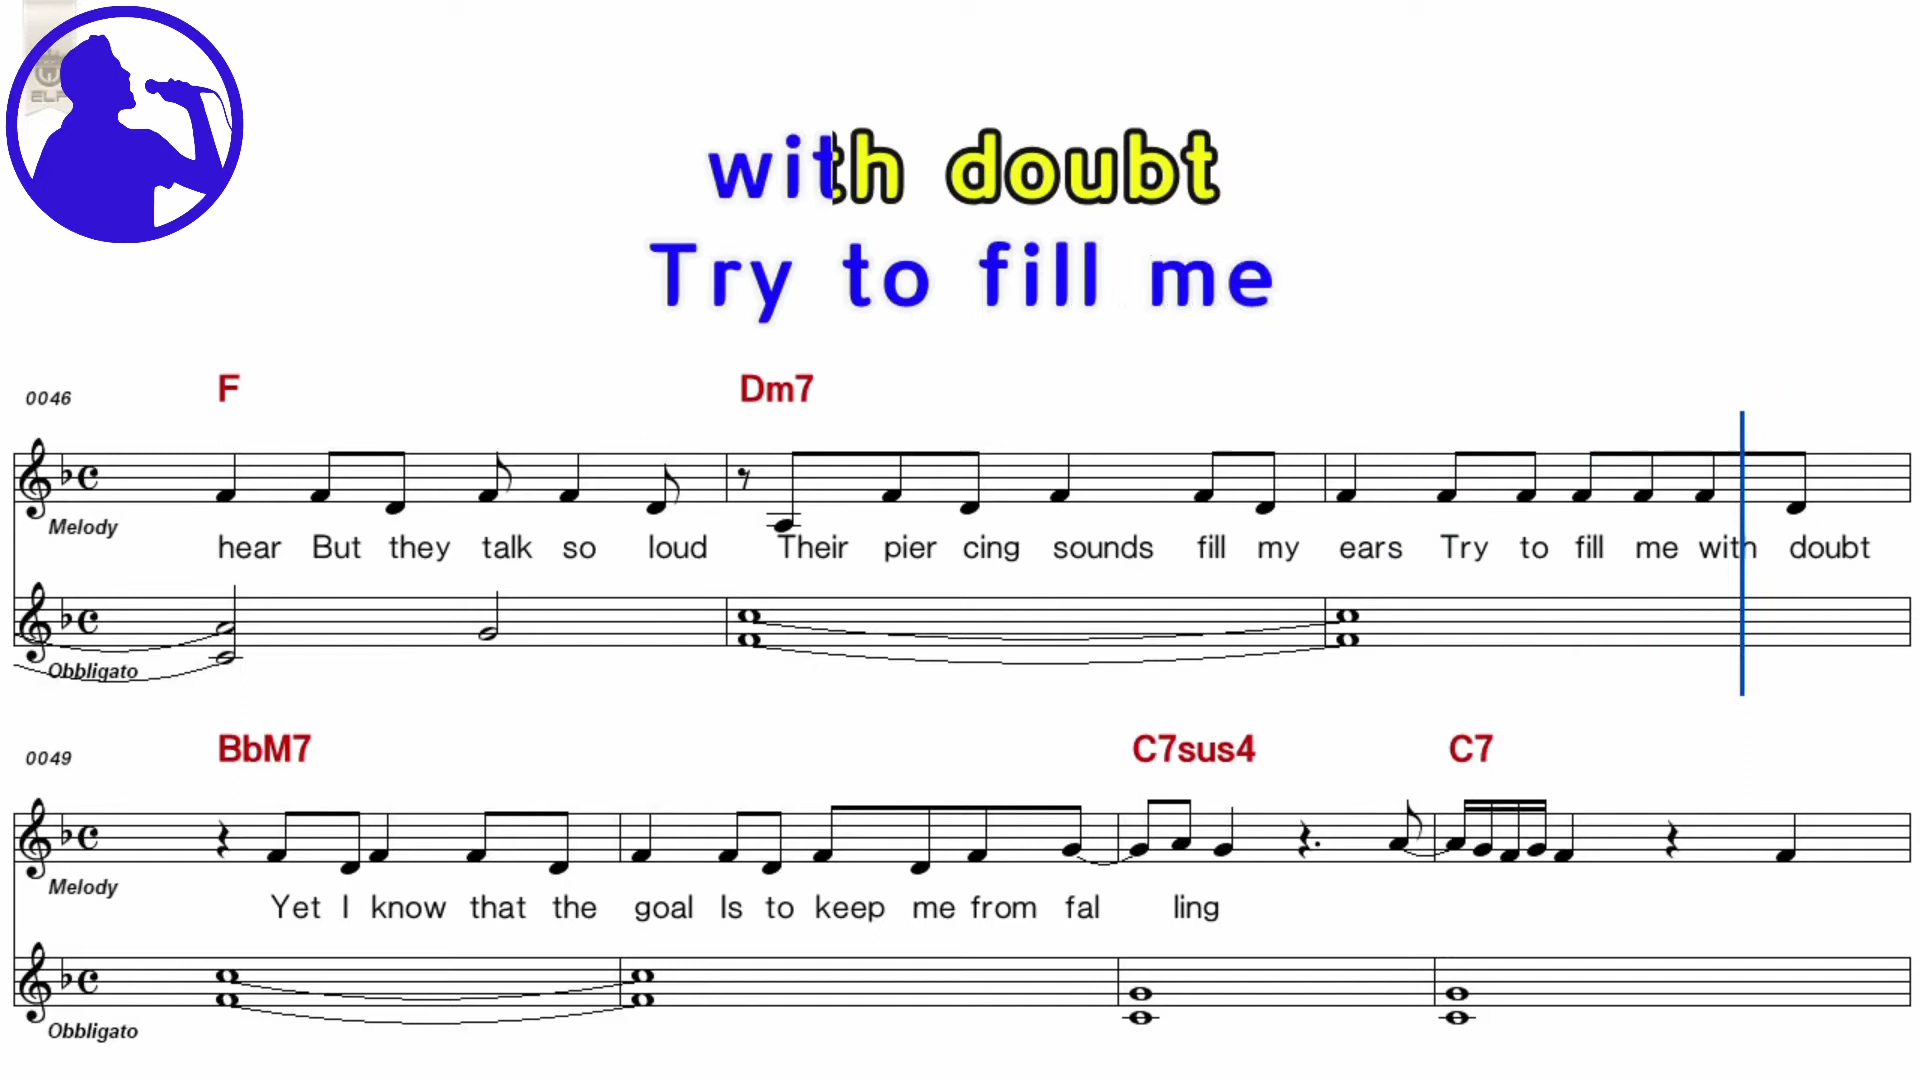 ELF
with doubt
Try to fill me
0046 F Dm7
Melody
hear But they talk so loud Their pier cing sounds fill my ears Try to fill me with doubt
Obbligato
0049 BbM7 C7sus4 C7
Melody
Yet I know that the goal Is to keep me from fal ling
Obbligato